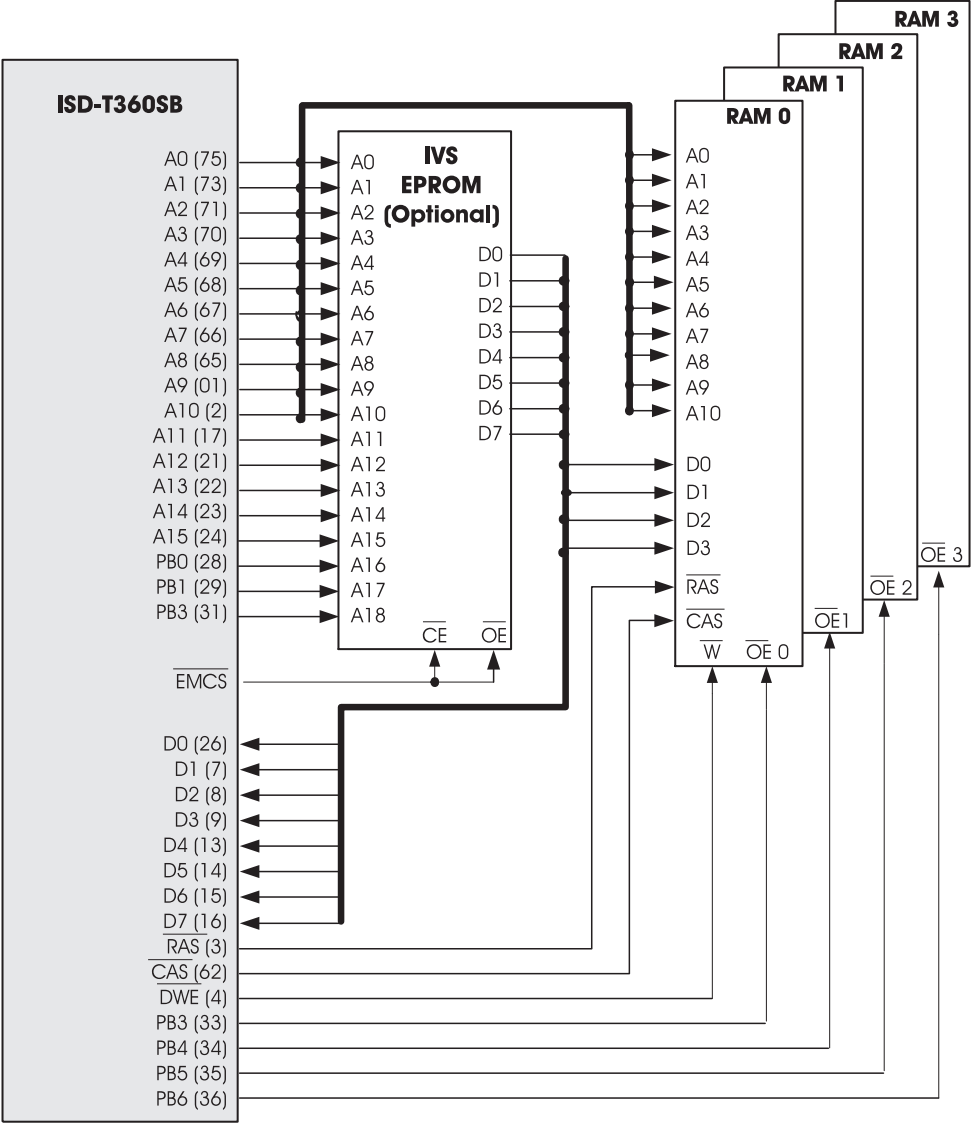 ISD-T360SB
A0 (75)
A1 (73)
A2 (71)
A3 (70)
A4 (69)
A5 (68)
A6 (67)
A7 (66)
A8 (65)
A9 (01)
A10 (2)
A11 (17)
A12 (21)
A13 (22)
A14 (23)
A15 (24)
PB0 (28)
PB1 (29)
PB3 (31)
EMCS
D0 (26)
D1 (7)
D2 (8)
D3 (9)
D4 (13)
D5 (14)
D6 (15)
D7 (16)
RAS (3)
CAS (62)
DWE (4)
PB3 (33)
PB4 (34)
PB5 (35)
PB6 (36)
IVS
EPROM
(Optional)
A0
A1
A2
A3
A4
A5
A6
A7
A8
A9
A10
A11
A12
A13
A14
A15
A16
A17
A18
D0
D1
D2
D3
D4
D5
D6
D7
CE OE
RAM 0
A0
A1
A2
A3
A4
A5
A6
A7
A8
A9
A10
D0
D1
D2
D3
RAS
CAS
W OE 0
RAM 1
OE1
RAM 2
OE 2
RAM 3
OE 3